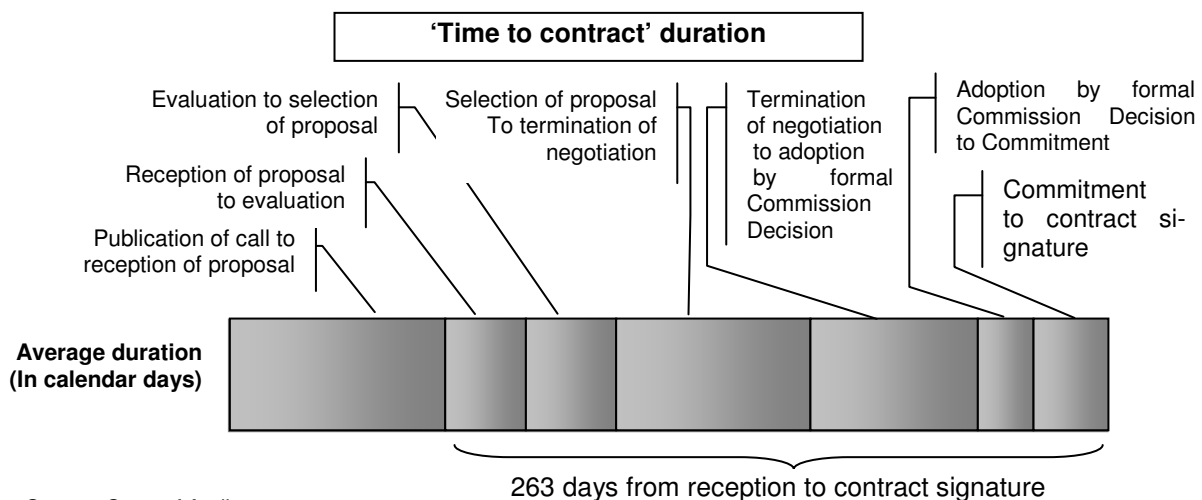 ‘Time to contract’ duration
Evaluation to selection
of proposal
Reception of proposal
to evaluation
Publication of call to
reception of proposal
Selection of proposal
To termination of
negotiation
Termination
of negotiation
to adoption
by formal
Commission
Decision
Adoption by formal
Commission Decision
to Commitment
Commitment
to contract si-
gnature
Average duration
(In calendar days)
263 days from reception to contract signature